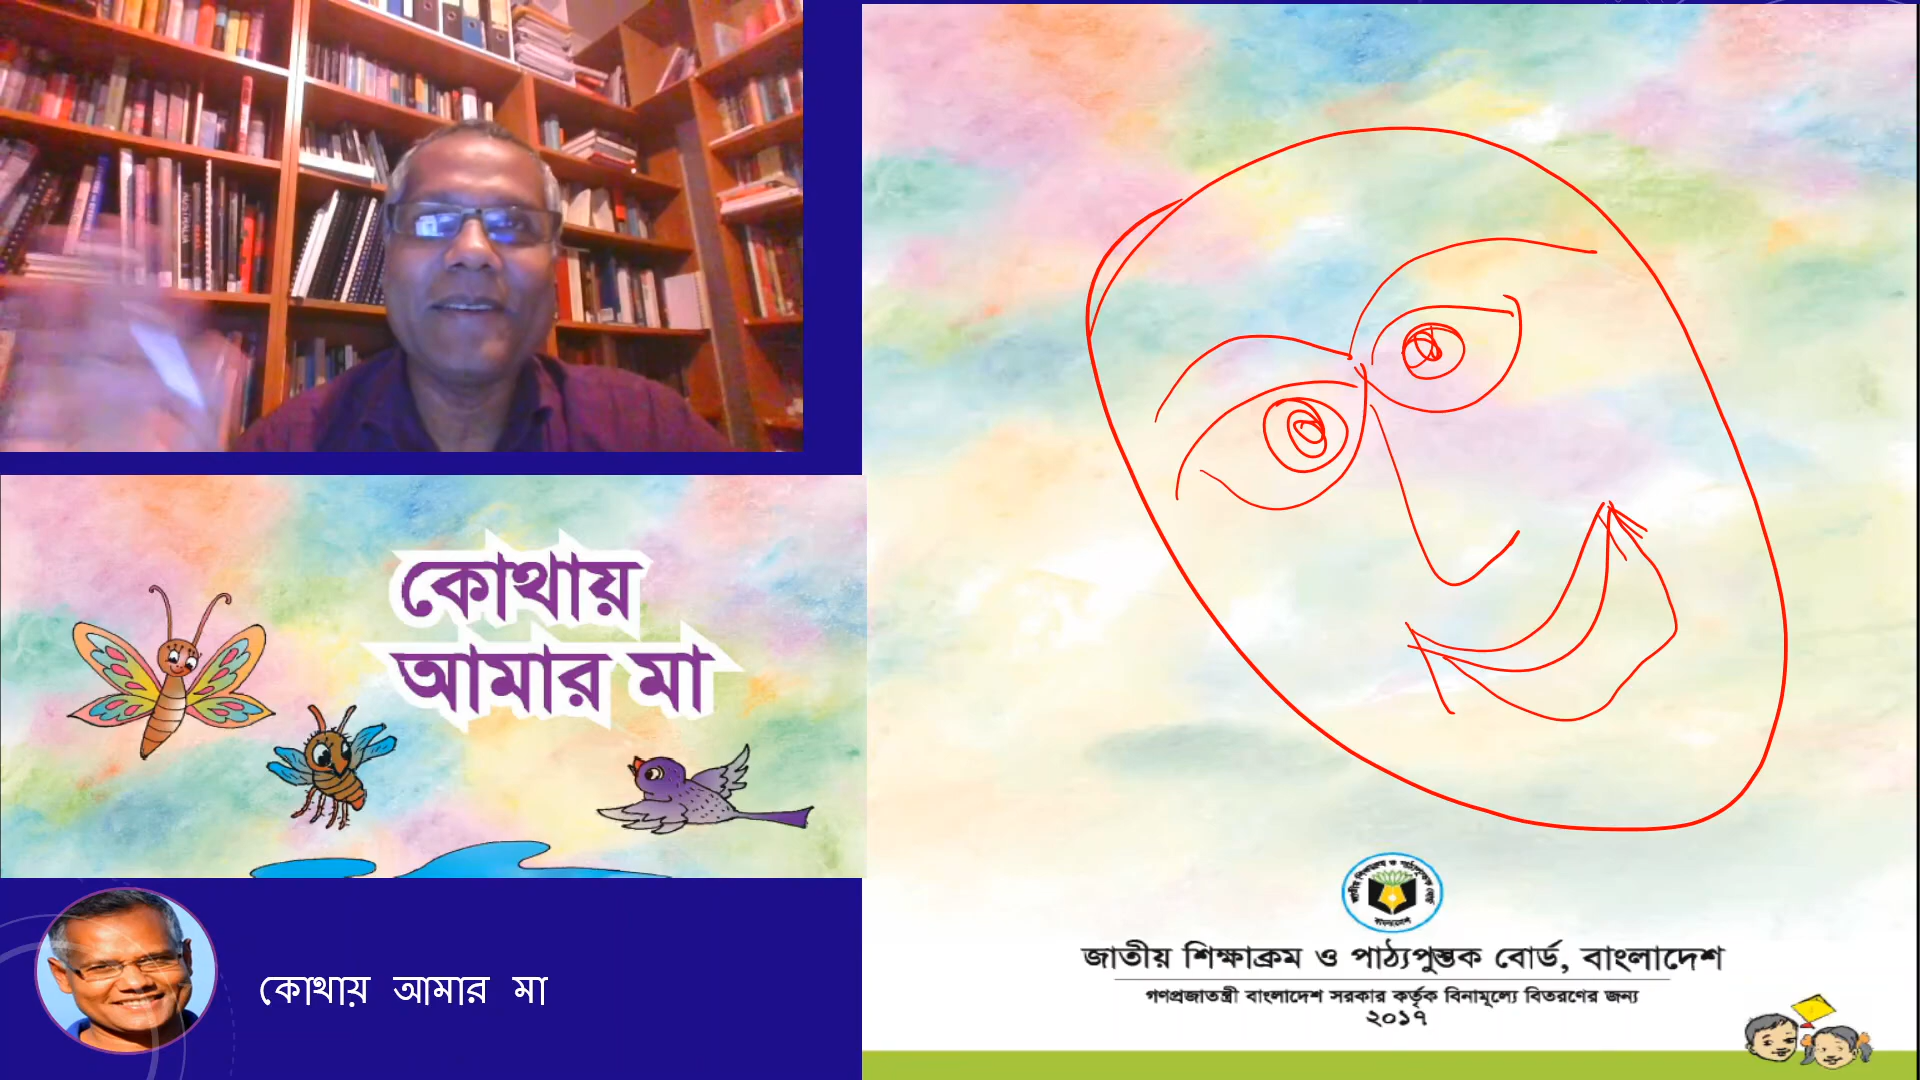 কোথায়
আমার মা
কোথায় আমার মা
জাতীয় শিক্ষাক্রম ও পাঠ্যপুস্তক বোর্ড, বাংলাদেশ
গণপ্রজাতন্ত্রী বাংলাদেশ সরকার কর্তৃক বিনামূল্যে বিতরণের জন্য
২০১৭